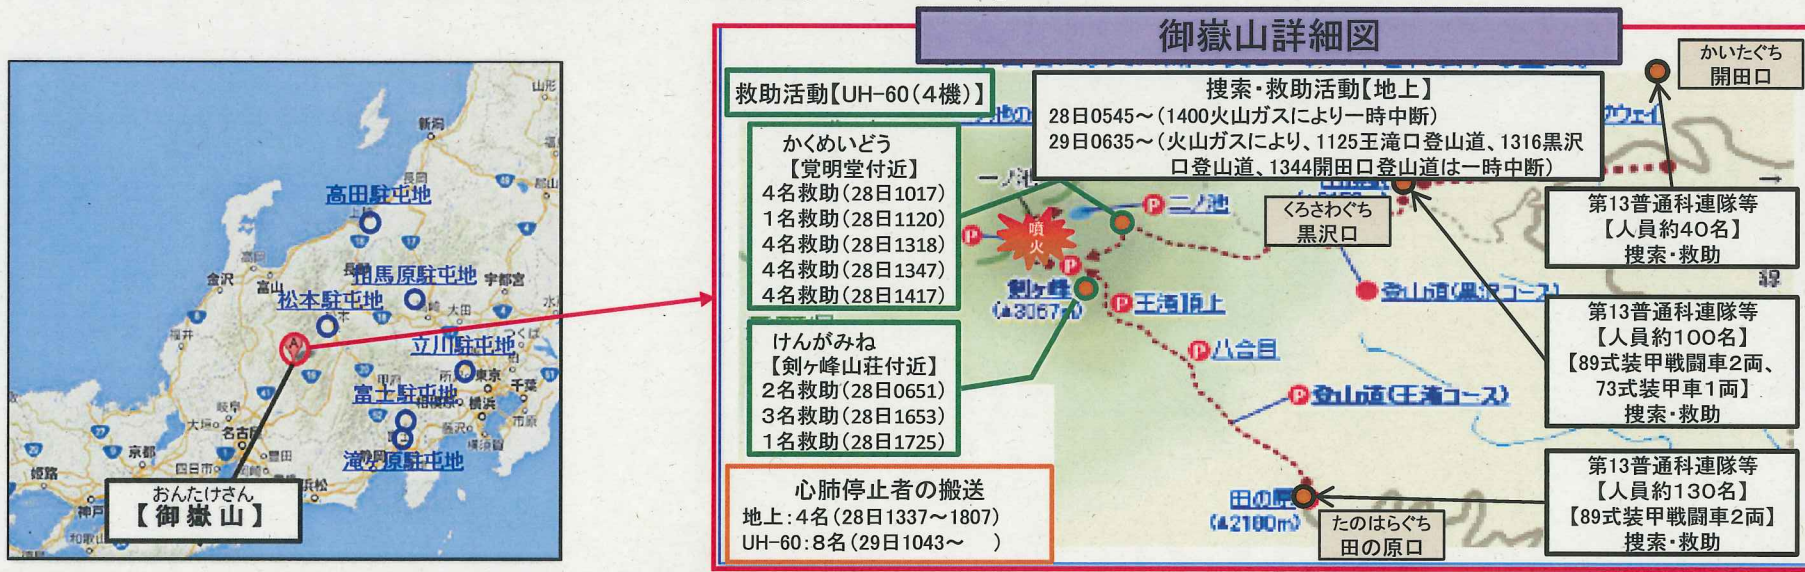 御嶽山詳細図
山形
新潟
長岡
高田駐屯地
相馬原駐屯地
松本駐屯地
立川駐屯地
富士駐屯地
滝ヶ原駐屯地
金沢
富山
高岡
宇都宮
大田
つくば
福井
東京
千葉
横浜
市原
藤沢
横須賀
岐阜
大垣
名古屋
京都
四日市
豊田
岡崎
浜松
姫路
神戸
和歌山
A
おんたけさん
【御嶽山】
救助活動【UH-60(4機)】
かくめいどう
【覚明堂付近】
4名救助(28日1017)
1名救助(28日1120)
4名救助(28日1318)
4名救助(28日1347)
4名救助(28日1417)
けんがみね
【剣ヶ峰山荘付近】
2名救助(28日0651)
3名救助(28日1653)
1名救助(28日1725)
心肺停止者の搬送
地上:4名(28日1337~1807)
UH-60:8名(29日1043~　　)
捜索・救助活動【地上】
28日0545~(1400火山ガスにより一時中断)
29日0635~(火山ガスにより、1125王滝口登山道、1316黒沢
口登山道、1344開田口登山道は一時中断)
一ノ池
二ノ池
噴火
剣ヶ峰
(▲3067m)
王滝頂上
八合目
登山道(黒沢コース)
登山道(王滝コース)
田の原
(▲2180m)
くろさわぐち
黒沢口
たのはらぐち
田の原口
かいたぐち
開田口
第13普通科連隊等
【人員約40名】
捜索・救助
第13普通科連隊等
【人員約100名】
【89式装甲戦闘車2両、
73式装甲車1両】
捜索・救助
第13普通科連隊等
【人員約130名】
【89式装甲戦闘車2両】
捜索・救助